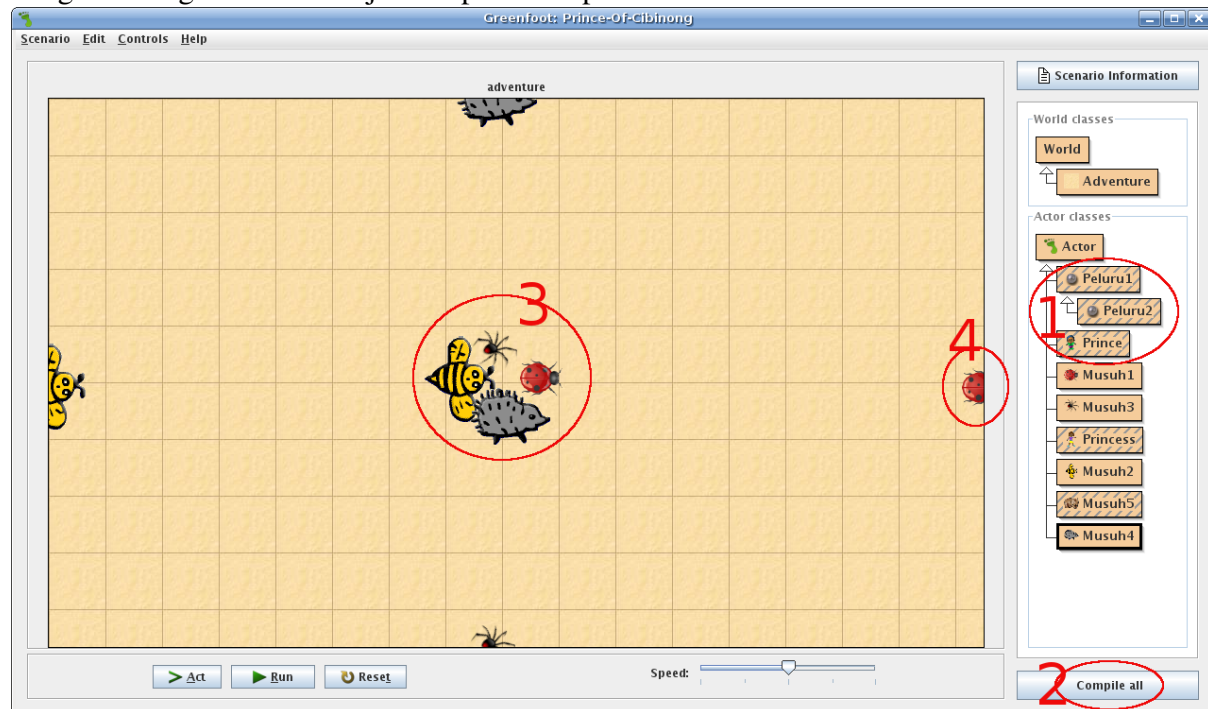 Greenfoot: Prince-Of-Cibinong
Scenario Edit Controls Help
Scenario Information
adventure
World classes
World
Adventure
Actor classes
Actor
Peluru1
Peluru2
Prince
Musuh1
Musuh3
Princess
Musuh2
Musuh5
Musuh4
1
3
4
> Act
Run
Reset
Speed:
2
Compile all